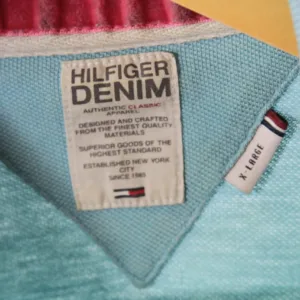 HILFIGER
DENIM
AUTHENTIC CLASSIC
APPAREL
DESIGNED AND CRAFTED
FROM THE FINEST QUALITY
MATERIALS
SUPERIOR GOODS OF THE
HIGHEST STANDARD
ESTABLISHED NEW YORK
CITY
SINCE 1985
X-LARGE